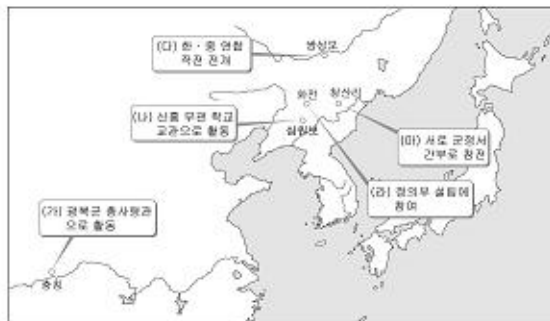 (다) 한·중 연합
작전 전개
쌍성보
화전
청산리
(나) 신흥 무관 학교
교관으로 활동
삼원보
(마) 서로 군정서
간부로 참전
(라) 정의부 설립에
참여
(가) 광복군 총사령관
으로 활동
충칭